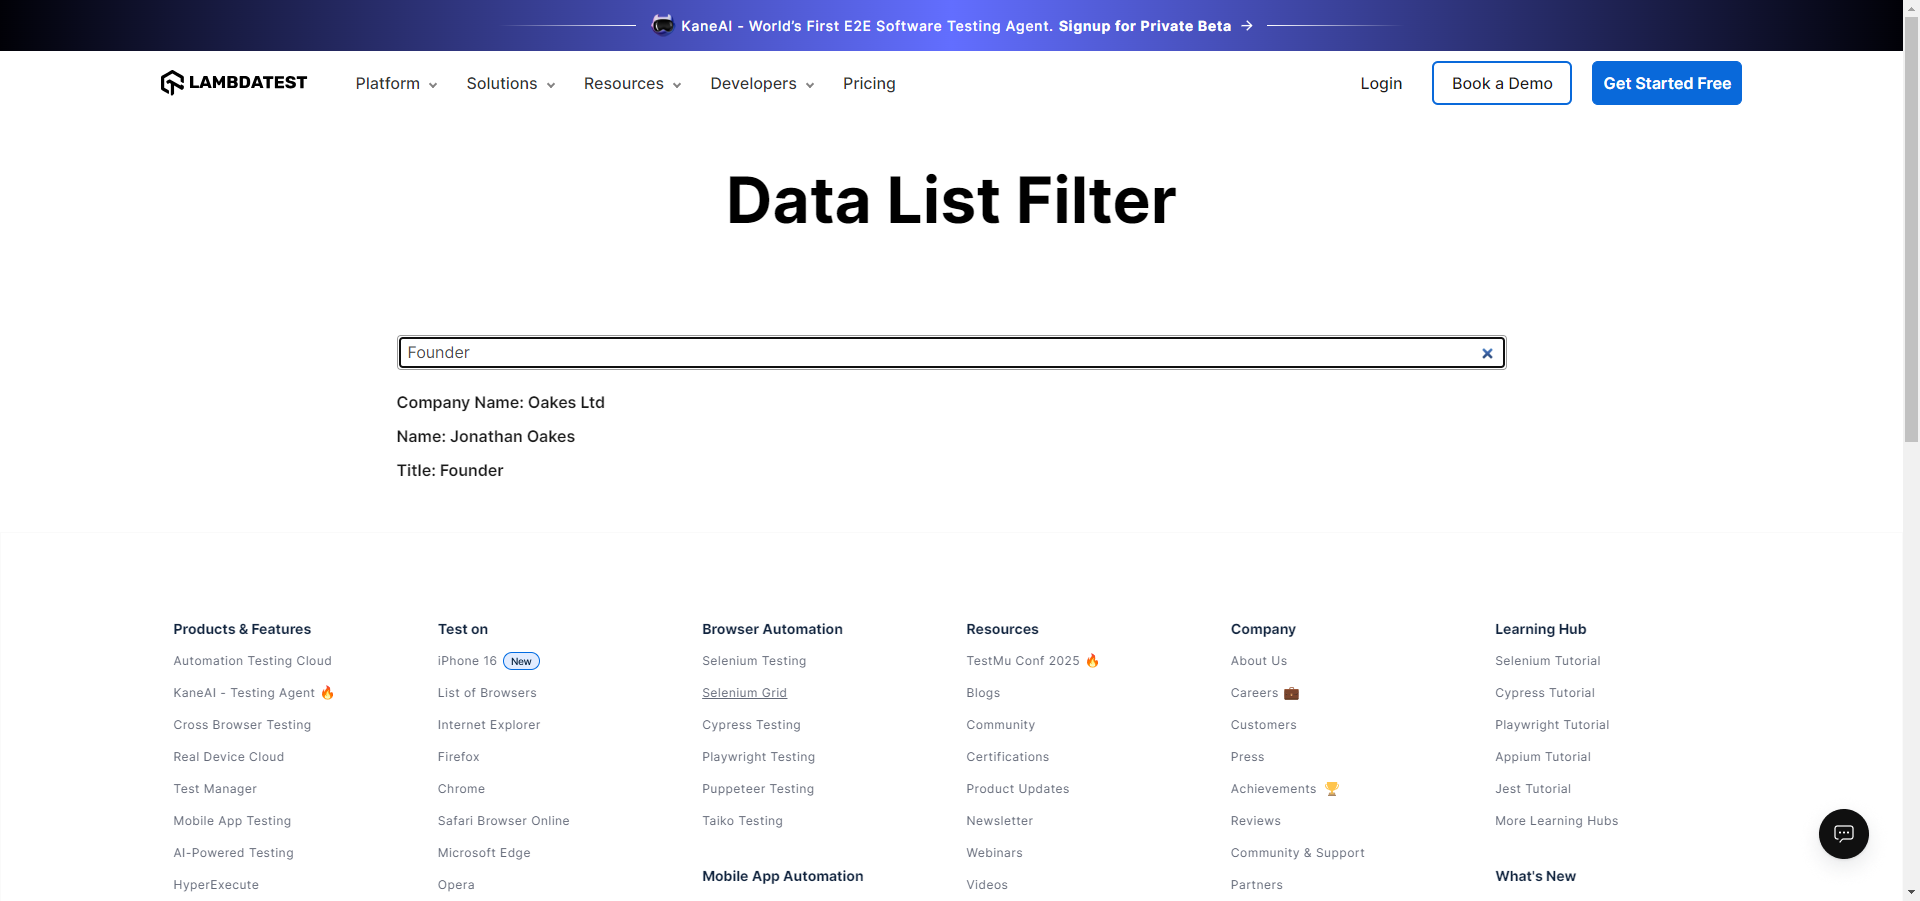 KaneAI - World's First E2E Software Testing Agent. Signup for Private Beta →
LAMBDATEST Platform Solutions Resources Developers Pricing Login Book a Demo Get Started Free
Data List Filter
Founder
Company Name: Oakes Ltd
Name: Jonathan Oakes
Title: Founder
Products & Features
Automation Testing Cloud
KaneAI - Testing Agent 🔥
Cross Browser Testing
Real Device Cloud
Test Manager
Mobile App Testing
AI-Powered Testing
HyperExecute
Test on
iPhone 16 New
List of Browsers
Internet Explorer
Firefox
Chrome
Safari Browser Online
Microsoft Edge
Opera
Browser Automation
Selenium Testing
Selenium Grid
Cypress Testing
Playwright Testing
Puppeteer Testing
Taiko Testing
Mobile App Automation
Resources
TestMu Conf 2025 🔥
Blogs
Community
Certifications
Product Updates
Newsletter
Webinars
Videos
Company
About Us
Careers 💼
Customers
Press
Achievements 🏆
Reviews
Community & Support
Partners
Learning Hub
Selenium Tutorial
Cypress Tutorial
Playwright Tutorial
Appium Tutorial
Jest Tutorial
More Learning Hubs
What's New